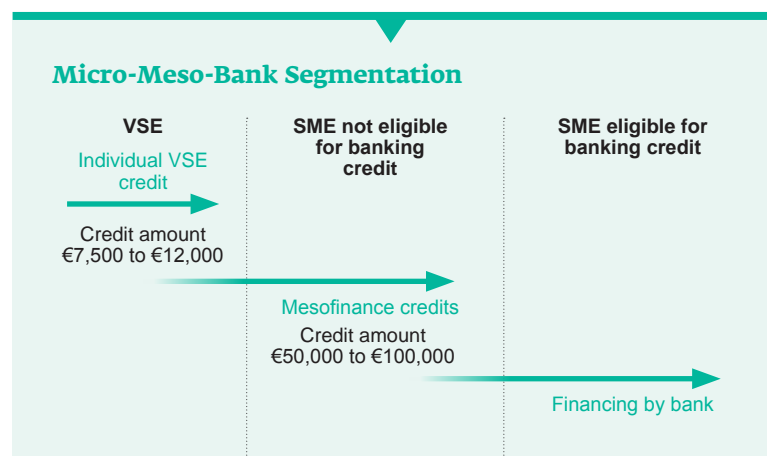 Micro-Meso-Bank Segmentation
VSE
Individual VSE
credit
Credit amount
€7,500 to €12,000
SME not eligible
for banking
credit
Mesofinance credits
Credit amount
€50,000 to €100,000
SME eligible for
banking credit
Financing by bank